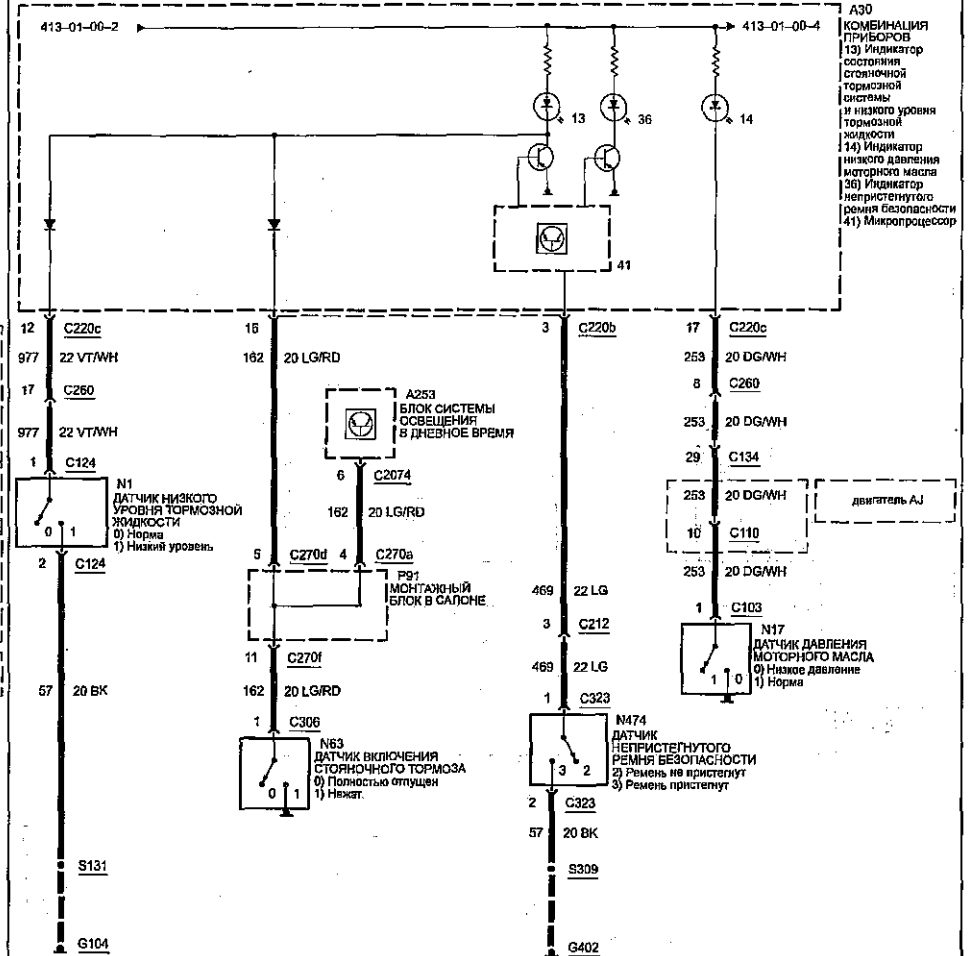 413-01-00-2
413-01-00-4
A30
КОМБИНАЦИЯ
ПРИБОРОВ
13) Индикатор
состояния
стояночной
тормозной
системы
и низкого уровня
тормозной
жидкости
14) Индикатор
низкого давления
моторного масла
36) Индикатор
непристегнутого
ремня безопасности
41) Микропроцессор
13
36
14
41
12 C220c
16
3 C220b
17 C220c
977 22 VT/WH
162 20 LG/RD
253 20 DG/WH
17 C260
8 C260
A253
БЛОК СИСТЕМЫ
ОСВЕЩЕНИЯ
В ДНЕВНОЕ ВРЕМЯ
977 22 VT/WH
253 20 DG/WH
1 C124
6 C2074
29 C134
N1
ДАТЧИК НИЗКОГО
УРОВНЯ ТОРМОЗНОЙ
ЖИДКОСТИ
0) Норма
1) Низкий уровень
0 1
162 20 LG/RD
253 20 DG/WH
двигатель AJ
10 C110
2 C124
5 C270d
4 C270a
253 20 DG/WH
P91
МОНТАЖНЫЙ
БЛОК В САЛОНЕ
469 22 LG
1 C103
3 C212
N17
ДАТЧИК ДАВЛЕНИЯ
МОТОРНОГО МАСЛА
0) Низкое давление
1) Норма
1 0
11 C270f
469 22 LG
57 20 BK
162 20 LG/RD
1 C323
1 C306
N474
ДАТЧИК
НЕПРИСТЕГНУТОГО
РЕМНЯ БЕЗОПАСНОСТИ
2) Ремень не пристегнут
3) Ремень пристегнут
3 2
N63
ДАТЧИК ВКЛЮЧЕНИЯ
СТОЯНОЧНОГО ТОРМОЗА
0) Полностью отпущен
1) Нажат.
0 1
2 C323
57 20 BK
S131
S309
G104
G402